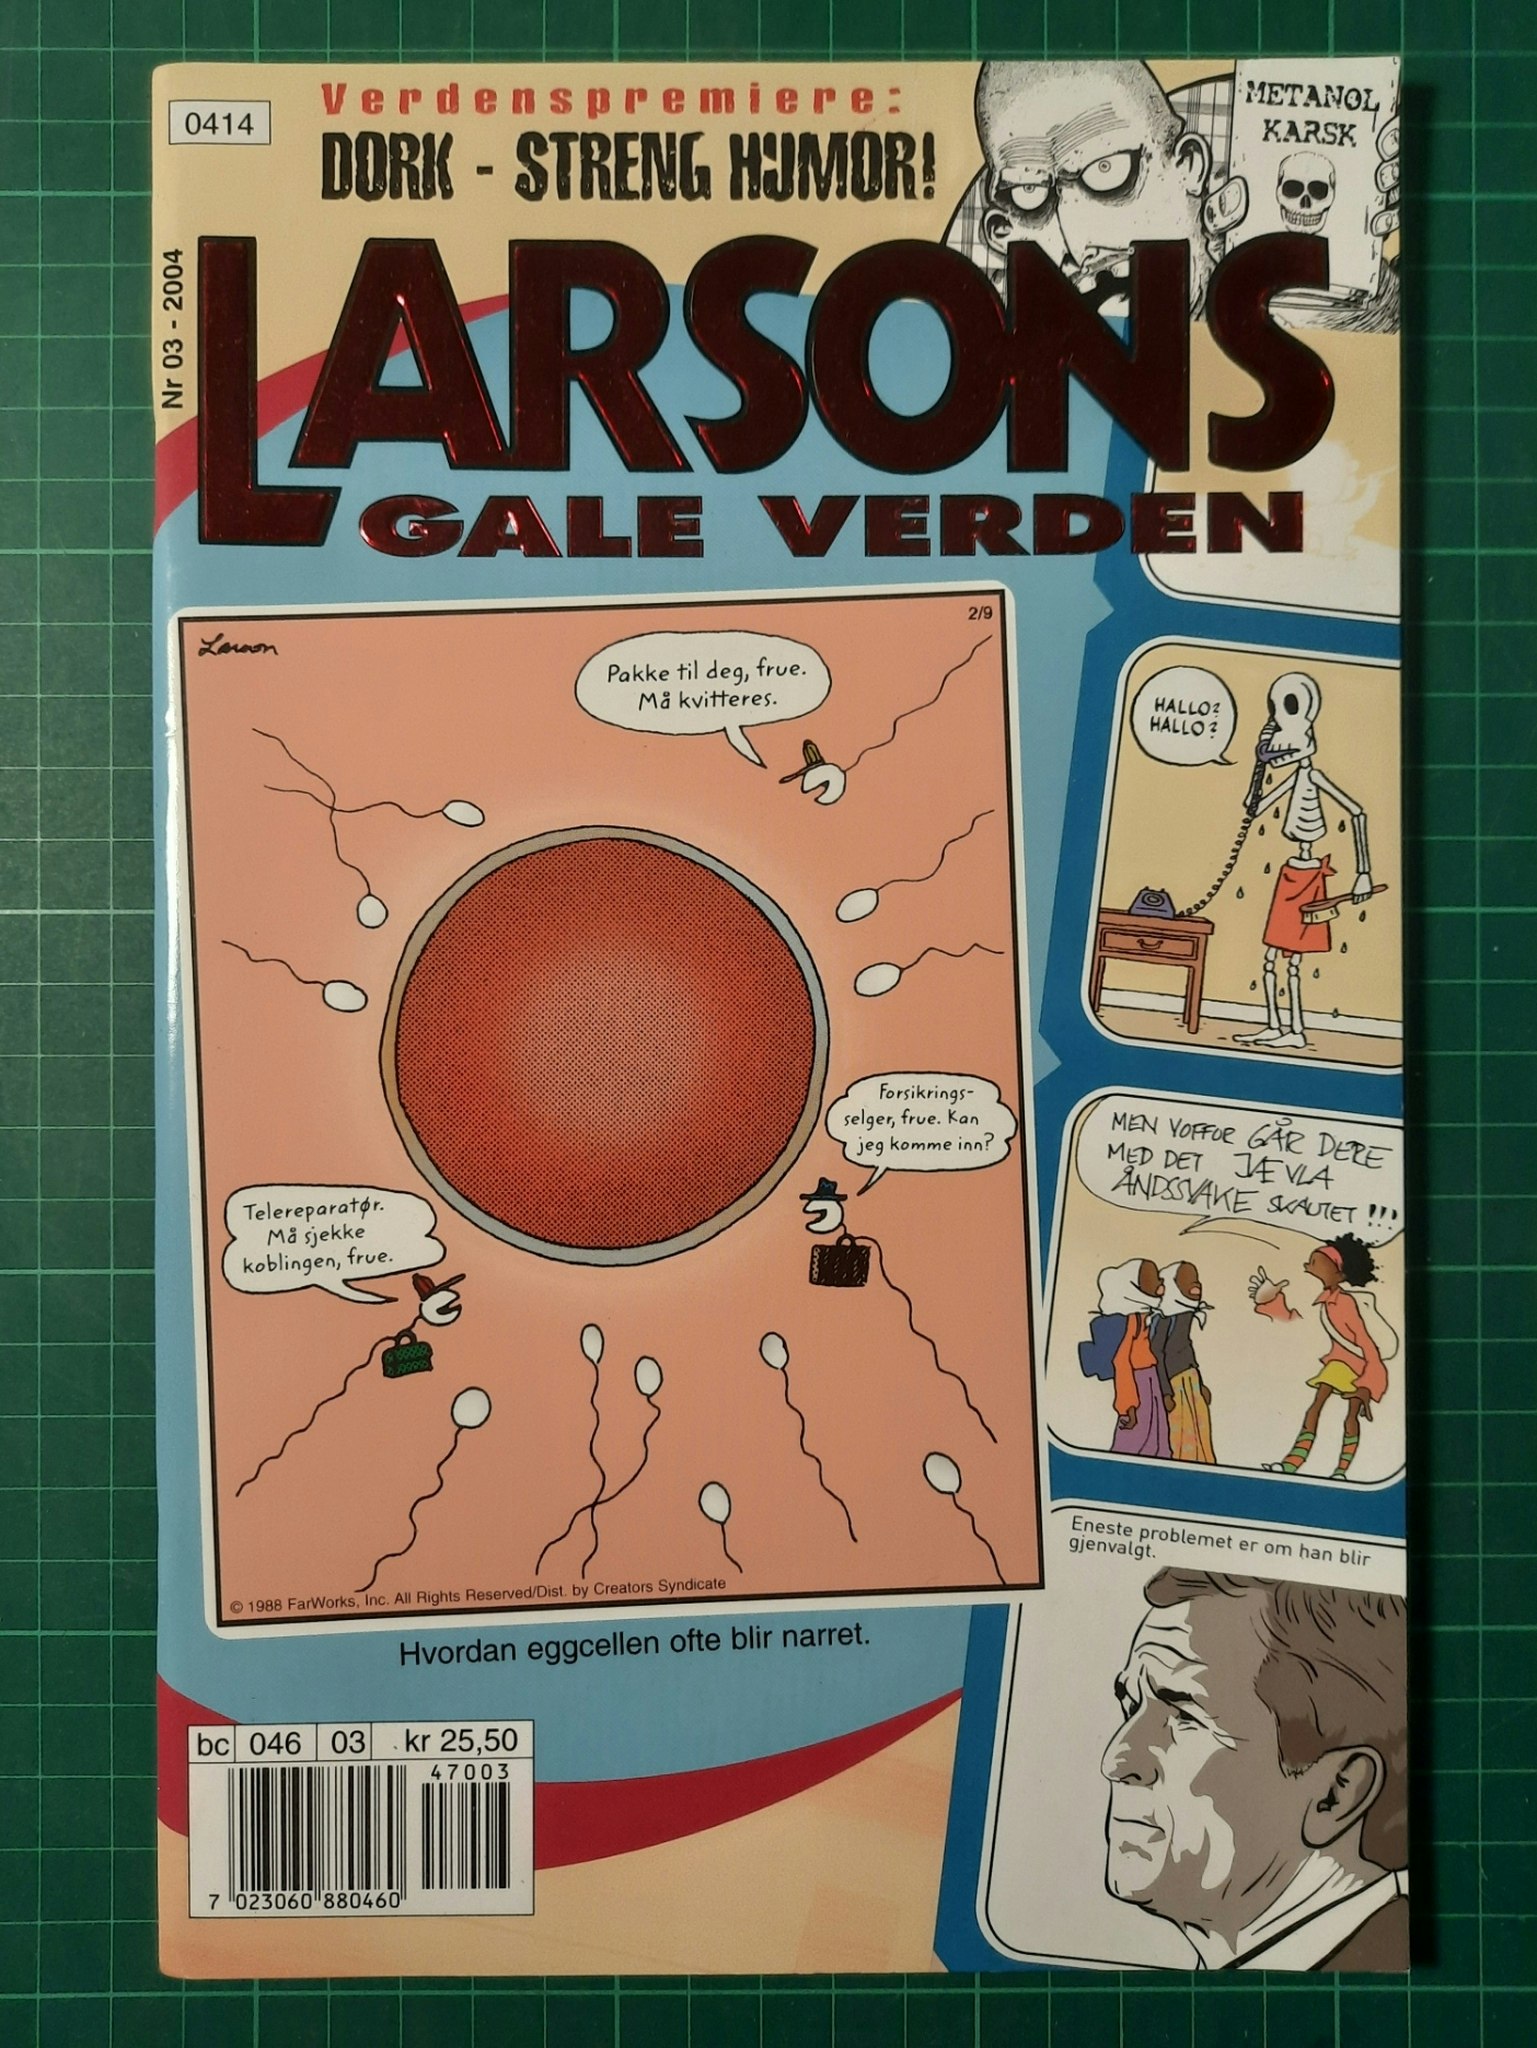 0414
Verdenspremiere:
DORK - STRENG HUMOR!
METANOL
KARSK
Nr 03 - 2004
LARSONS
GALE VERDEN
Larson
2/9
Pakke til deg, frue.
Må kvitteres.
HALLO?
HALLO?
Forsikrings-
selger, frue. Kan
jeg komme inn?
Telereparatør.
Må sjekke
koblingen, frue.
MEN VOFFOR GÅR DERE
MED DET JÆVLA
ÅNDSSVAKE SKAUTET!!!
Eneste problemet er om han blir
gjenvalgt.
© 1988 FarWorks, Inc. All Rights Reserved/Dist. by Creators Syndicate
Hvordan eggcellen ofte blir narret.
bc 046 03 kr 25,50
47003
7 023060 880460